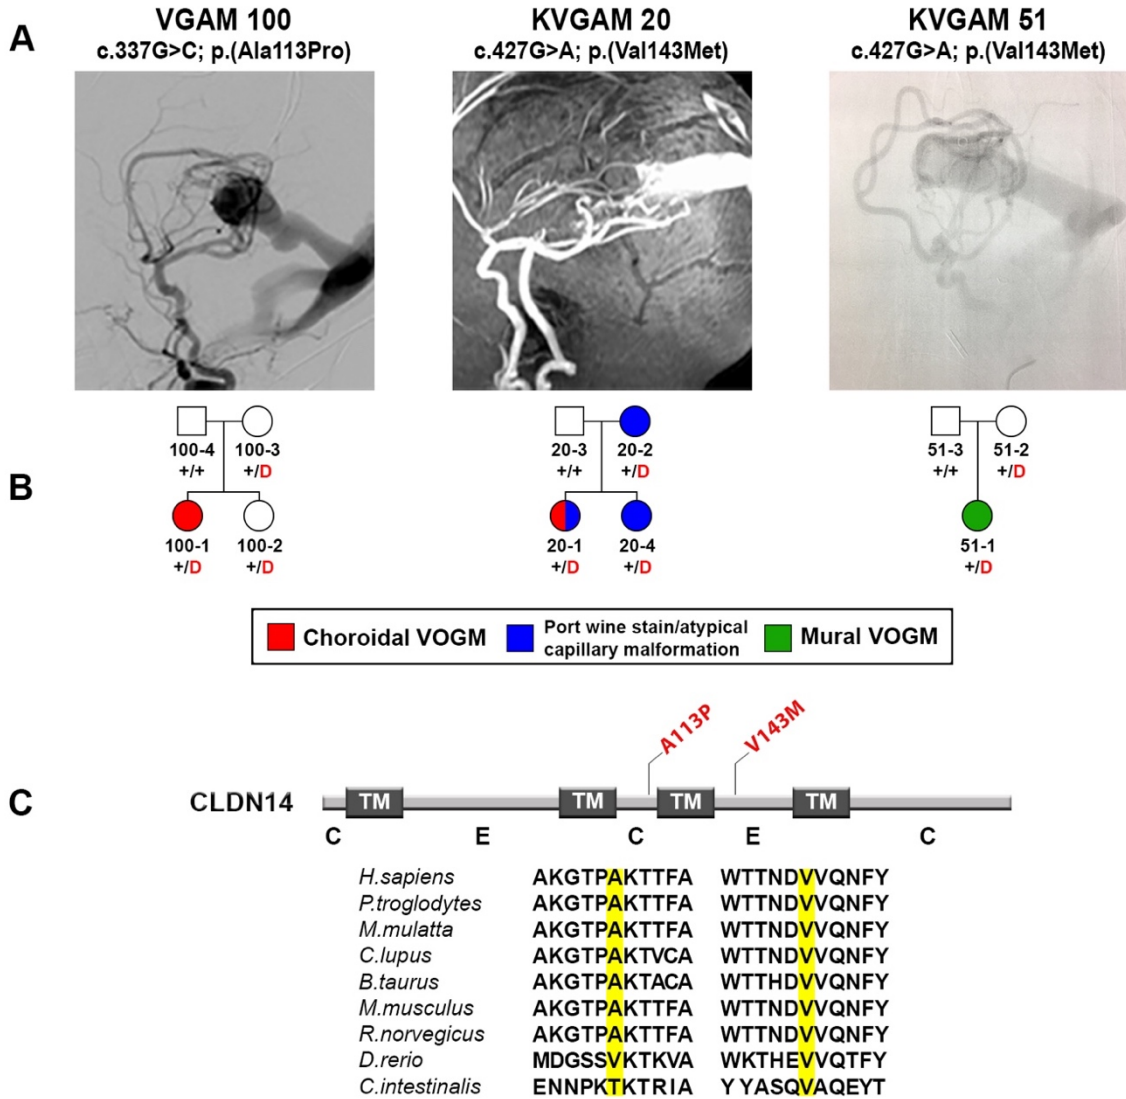 A
VGAM 100
c.337G>C; p.(Ala113Pro)
KVGAM 20
c.427G>A; p.(Val143Met)
KVGAM 51
c.427G>A; p.(Val143Met)
B
100-4
+/+
100-3
+/D
100-1
+/D
100-2
+/D
20-3
+/+
20-2
+/D
20-1
+/D
20-4
+/D
51-3
+/+
51-2
+/D
51-1
+/D
Choroidal VOGM
Port wine stain/atypical
capillary malformation
Mural VOGM
C
A113P
V143M
CLDN14
TM TM TM TM
C E C E C
H.sapiens AKGTPAKTTFA WTTNDVVQNFY
P.troglodytes AKGTPAKTTFA WTTNDVVQNFY
M.mulatta AKGTPAKTTFA WTTNDVVQNFY
C.lupus AKGTPAKTVCA WTTNDVVQNFY
B.taurus AKGTPAKTACA WTTHDVVQNFY
M.musculus AKGTPAKTTFA WTTNDVVQNFY
R.norvegicus AKGTPAKTTFA WTTNDVVQNFY
D.rerio MDGSSVKTKVA WKTHEVVQTFY
C.intestinalis ENNPKTKTRIA YYASQVAQEYT